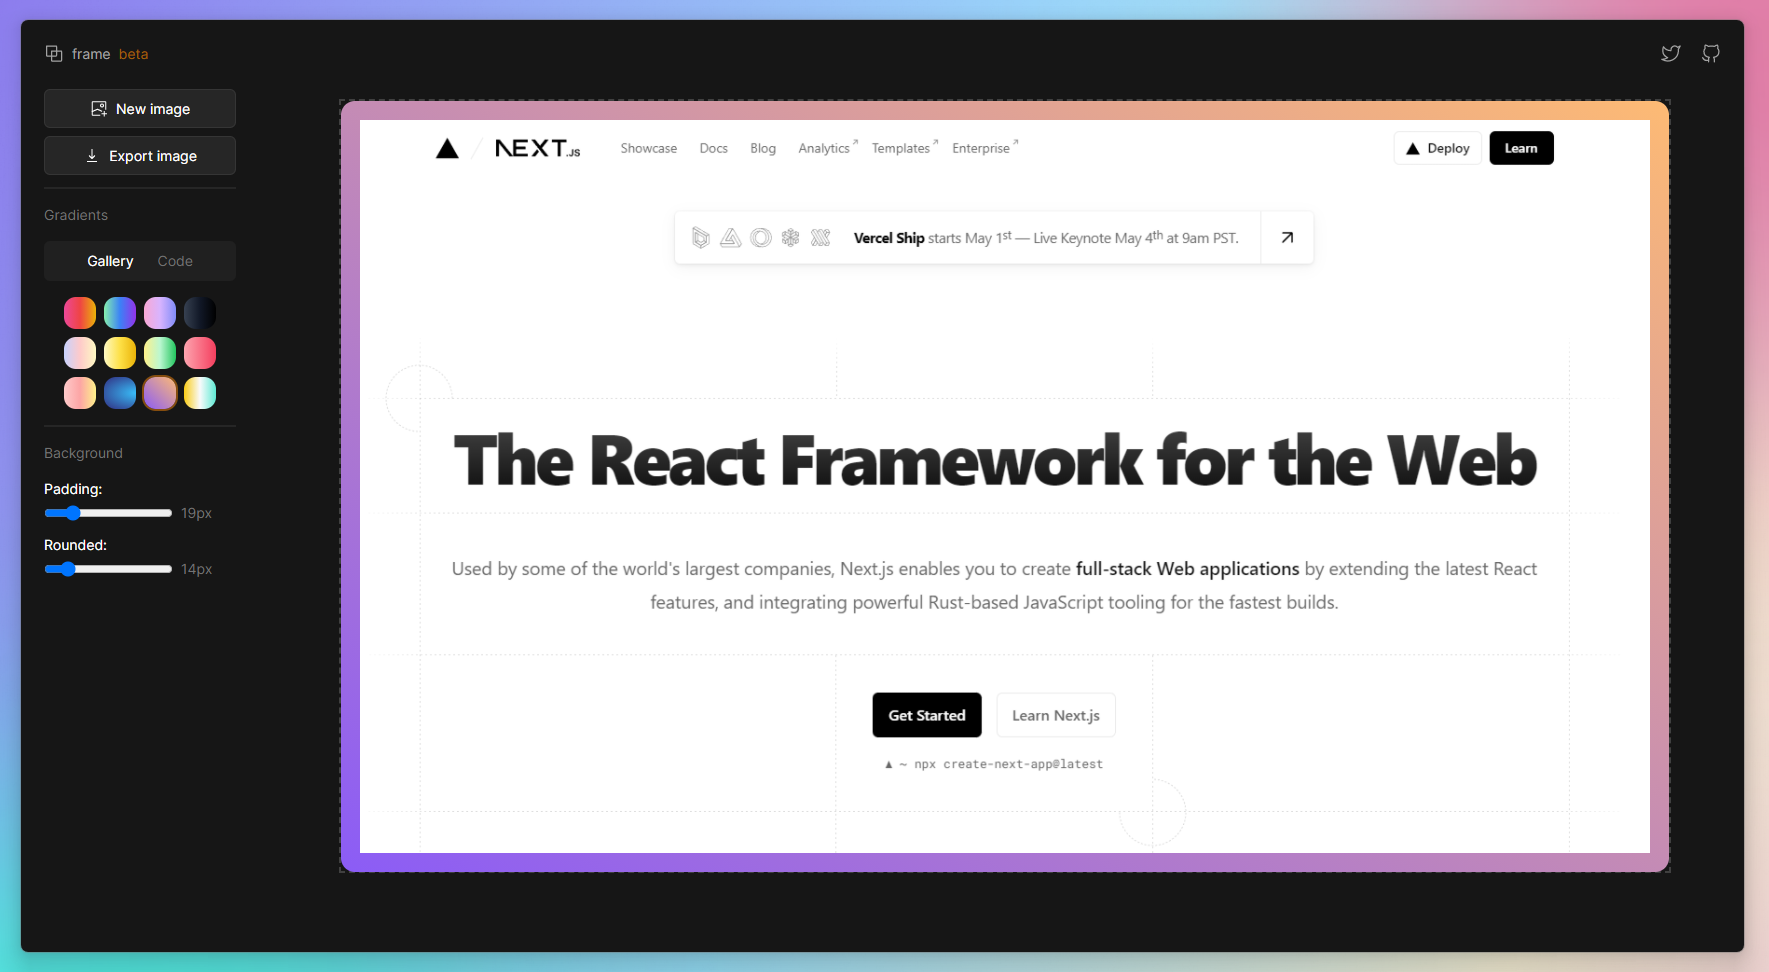 frame beta
New image
Export image
Gradients
Gallery Code
Background
Padding:
19px
Rounded:
14px
NEXT.JS Showcase Docs Blog Analytics↗ Templates↗ Enterprise↗ Deploy Learn
Vercel Ship starts May 1st — Live Keynote May 4th at 9am PST.
The React Framework for the Web
Used by some of the world's largest companies, Next.js enables you to create full-stack Web applications by extending the latest React
features, and integrating powerful Rust-based JavaScript tooling for the fastest builds.
Get Started Learn Next.js
▲ ~ npx create-next-app@latest